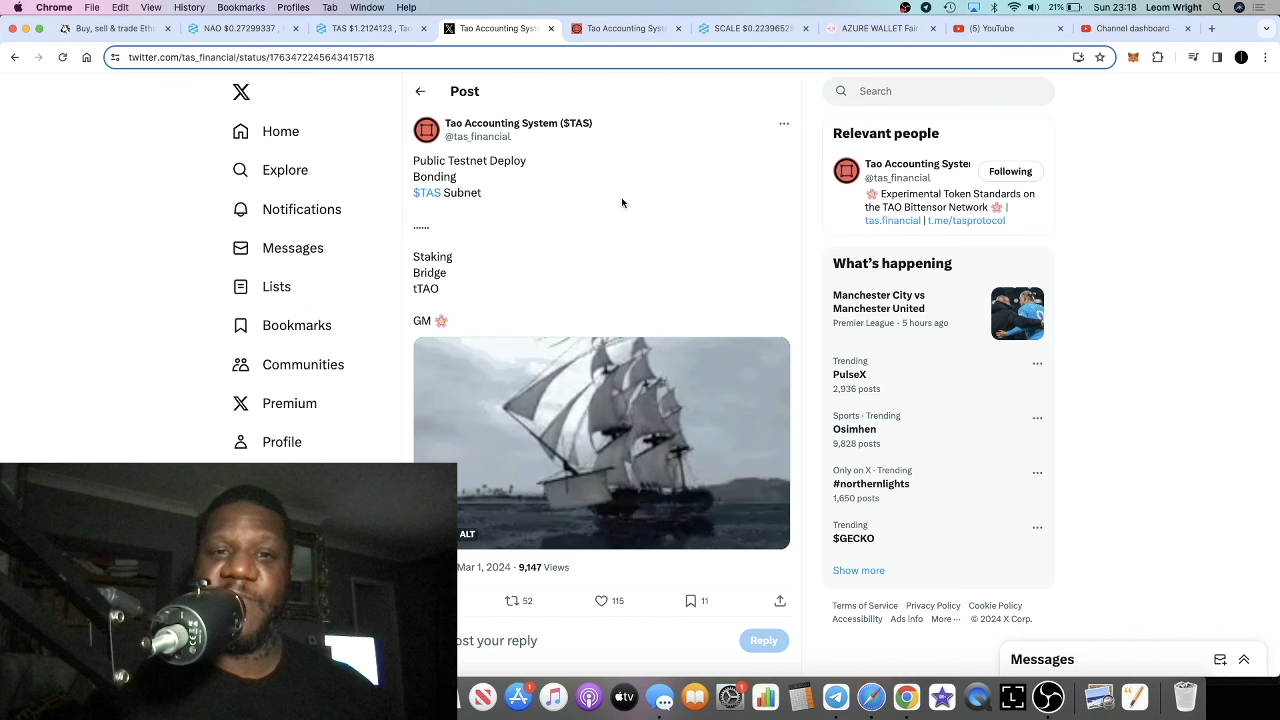 Chrome File Edit View History Bookmarks Profiles Tab Window Help
21% Sun 23:18 Leom Wright
Buy, sell & trade Ethe
NAO $0.27299337
TAS $1.2124123 , Tao
Tao Accounting Syste
Tao Accounting Syste
SCALE $0.22396525
AZURE WALLET Fair
(5) YouTube
Channel dashboard -
twitter.com/tas_financial/status/1763472245643415718
Home
Explore
Notifications
Messages
Lists
Bookmarks
Communities
Premium
Profile
Post
Tao Accounting System ($TAS)
@tas_financial
Public Testnet Deploy
Bonding
$TAS Subnet
......
Staking
Bridge
tTAO
GM 🌸
ALT
Mar 1, 2024 · 9,147 Views
52
115
11
ost your reply
Reply
Search
Relevant people
Tao Accounting Syster
@tas_financial
Following
🌸 Experimental Token Standards on
the TAO Bittensor Network 🌸 |
tas.financial | t.me/tasprotocol
What's happening
Manchester City vs
Manchester United
Premier League · 5 hours ago
Trending
PulseX
2,936 posts
Sports · Trending
Osimhen
9,828 posts
Only on X · Trending
#northernlights
1,650 posts
Trending
$GECKO
Show more
Terms of Service Privacy Policy Cookie Policy
Accessibility Ads info More ··· © 2024 X Corp.
Messages
tv